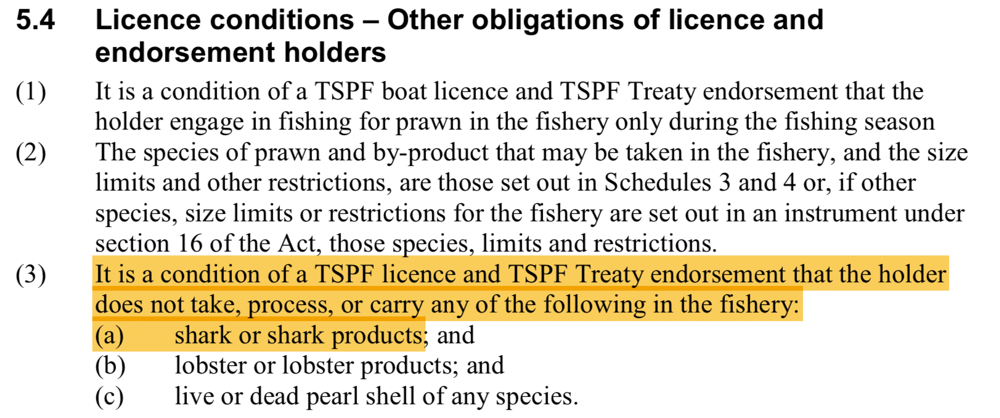 5.4 Licence conditions – Other obligations of licence and
endorsement holders
(1) It is a condition of a TSPF boat licence and TSPF Treaty endorsement that the
holder engage in fishing for prawn in the fishery only during the fishing season
(2) The species of prawn and by-product that may be taken in the fishery, and the size
limits and other restrictions, are those set out in Schedules 3 and 4 or, if other
species, size limits or restrictions for the fishery are set out in an instrument under
section 16 of the Act, those species, limits and restrictions.
(3) It is a condition of a TSPF licence and TSPF Treaty endorsement that the holder
does not take, process, or carry any of the following in the fishery:
(a) shark or shark products; and
(b) lobster or lobster products; and
(c) live or dead pearl shell of any species.